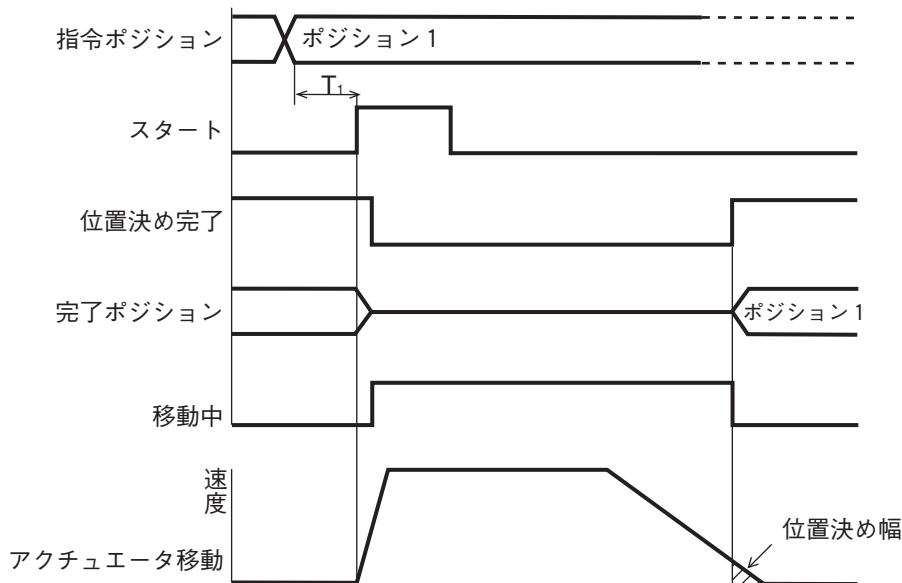 指令ポジション
ポジション1
T₁
スタート
位置決め完了
完了ポジション
ポジション1
移動中
速度
位置決め幅
アクチュエータ移動